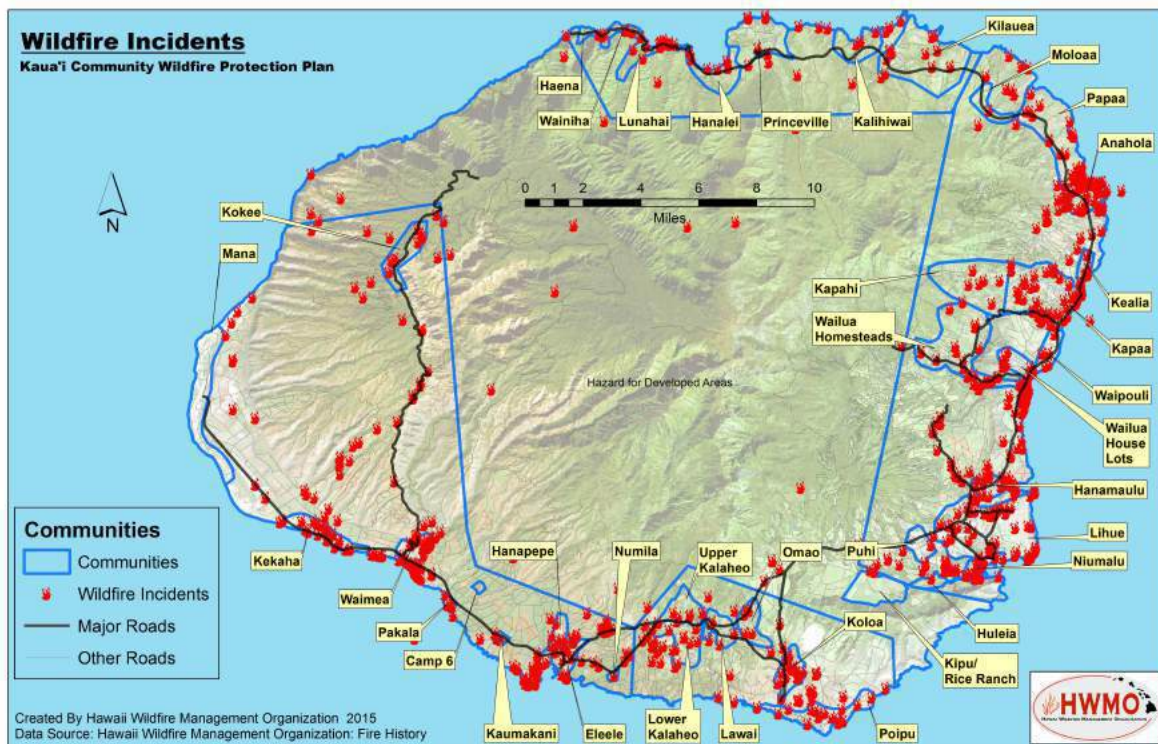 Wildfire Incidents
Kaua'i Community Wildfire Protection Plan
Kilauea
Moloaa
Haena
Papaa
Wainiha
Lunahai
Hanalei
Princeville
Kalihiwai
Anahola
N
0 1 2 4 6 8 10
Miles
Kokee
Mana
Kapahi
Kealia
Wailua
Homesteads
Kapaa
Hazard for Developed Areas
Waipouli
Wailua
House
Lots
Hanamaulu
Communities
Communities
Wildfire Incidents
Major Roads
Other Roads
Kekaha
Hanapepe
Numila
Upper
Kalaheo
Omao
Puhi
Lihue
Niumalu
Waimea
Pakala
Camp 6
Koloa
Huleia
Kipu/
Rice Ranch
Kaumakani
Eleele
Lower
Kalaheo
Lawai
Poipu
HWMO
HAWAII WILDFIRE MANAGEMENT ORGANIZATION
Created By Hawaii Wildfire Management Organization 2015
Data Source: Hawaii Wildfire Management Organization: Fire History